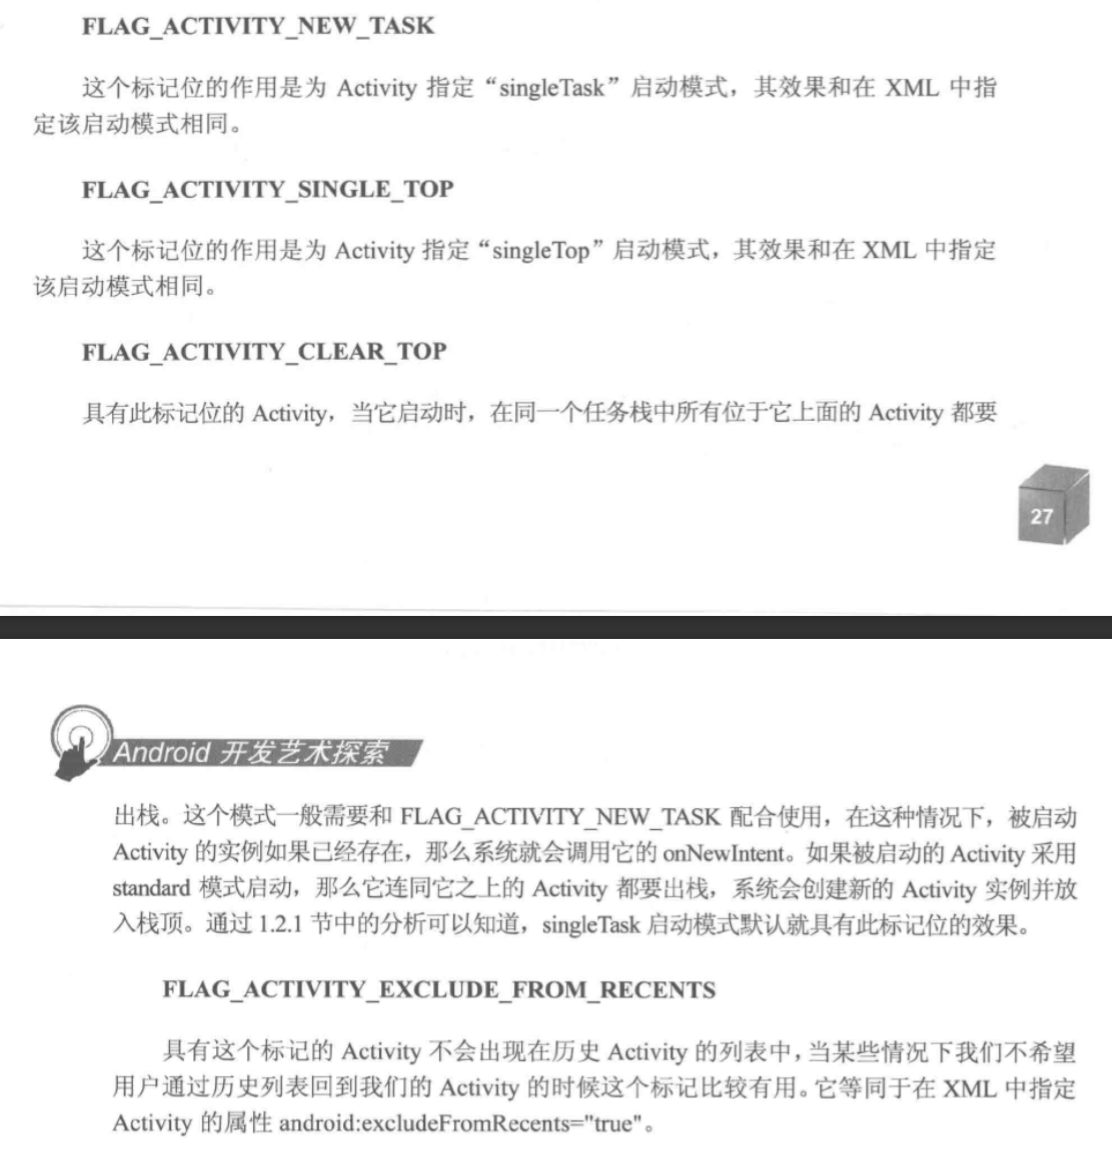 FLAG_ACTIVITY_NEW_TASK
这个标记位的作用是为 Activity 指定“singleTask”启动模式，其效果和在 XML 中指
定该启动模式相同。
FLAG_ACTIVITY_SINGLE_TOP
这个标记位的作用是为 Activity 指定“singleTop”启动模式，其效果和在 XML 中指定
该启动模式相同。
FLAG_ACTIVITY_CLEAR_TOP
具有此标记位的 Activity，当它启动时，在同一个任务栈中所有位于它上面的 Activity 都要
27
Android 开发艺术探索
出栈。这个模式一般需要和 FLAG_ACTIVITY_NEW_TASK 配合使用，在这种情况下，被启动
Activity 的实例如果已经存在，那么系统就会调用它的 onNewIntent。如果被启动的 Activity 采用
standard 模式启动，那么它连同它之上的 Activity 都要出栈，系统会创建新的 Activity 实例并放
入栈顶。通过 1.2.1 节中的分析可以知道，singleTask 启动模式默认就具有此标记位的效果。
FLAG_ACTIVITY_EXCLUDE_FROM_RECENTS
具有这个标记的 Activity 不会出现在历史 Activity 的列表中，当某些情况下我们不希望
用户通过历史列表回到我们的 Activity 的时候这个标记比较有用。它等同于在 XML 中指定
Activity 的属性 android:excludeFromRecents="true"。